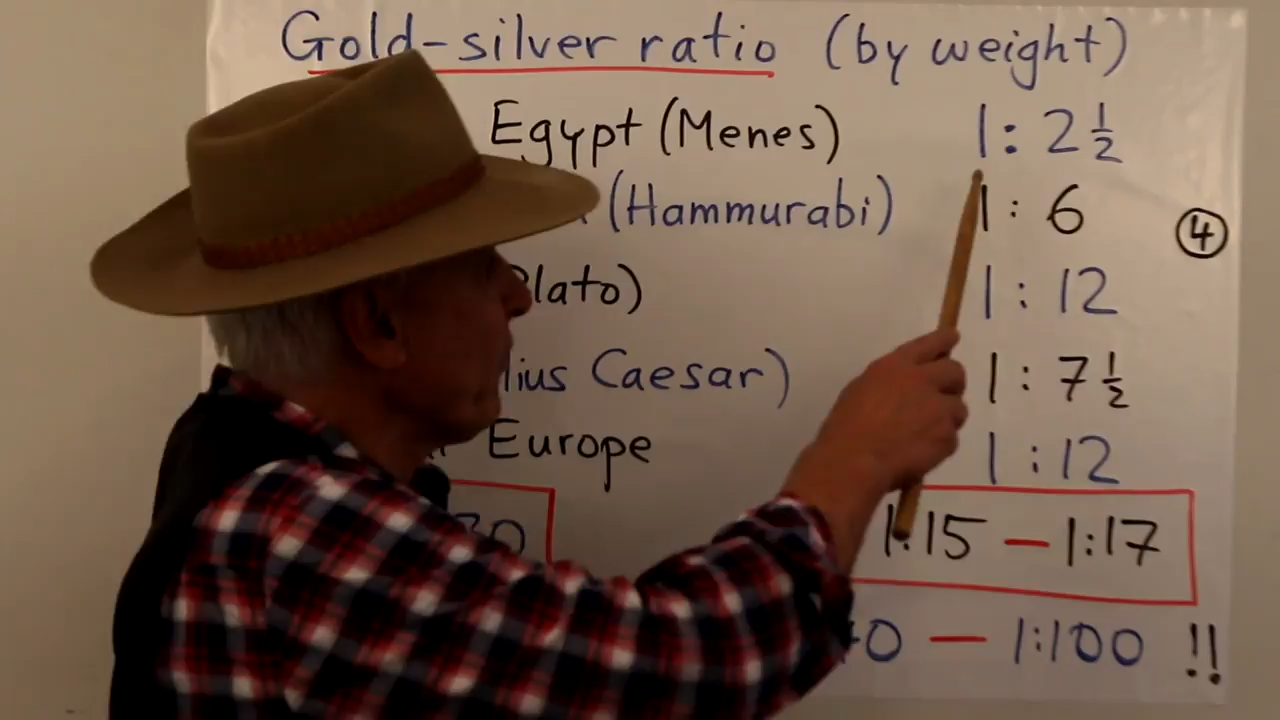 Gold-silver ratio (by weight)
Egypt (Menes) 1: 2 1/2
(Hammurabi) 1 : 6
④
lato) 1 : 12
lius Caesar) 1 : 7 1/2
Europe 1 : 12
1:15 — 1:17
0 — 1:100 !!